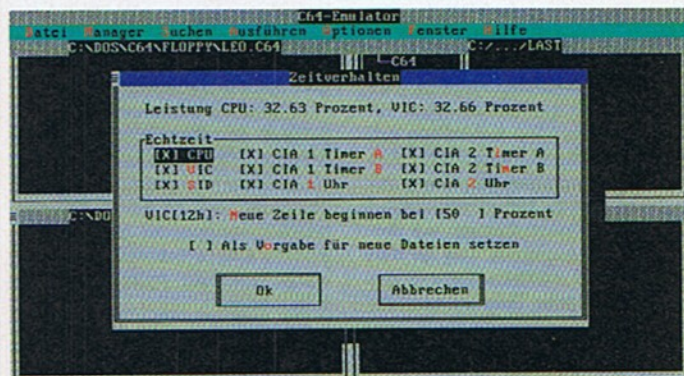 C64-Emulator
Datei Manager Suchen Ausführen Optionen Fenster Hilfe
C:\DOS\C64\FLOPPY\LEO.C64 C:/.../LAST
C64
Zeitverhalten
Leistung CPU: 32.63 Prozent, VIC: 32.66 Prozent
Echtzeit
[X] CPU [X] CIA 1 Timer A [X] CIA 2 Timer A
[X] VIC [X] CIA 1 Timer B [X] CIA 2 Timer B
[X] SID [X] CIA 1 Uhr [X] CIA 2 Uhr
C:\DO
VIC[12h]: Neue Zeile beginnen bei [50 ] Prozent
[ ] Als Vorgabe für neue Dateien setzen
Ok Abbrechen